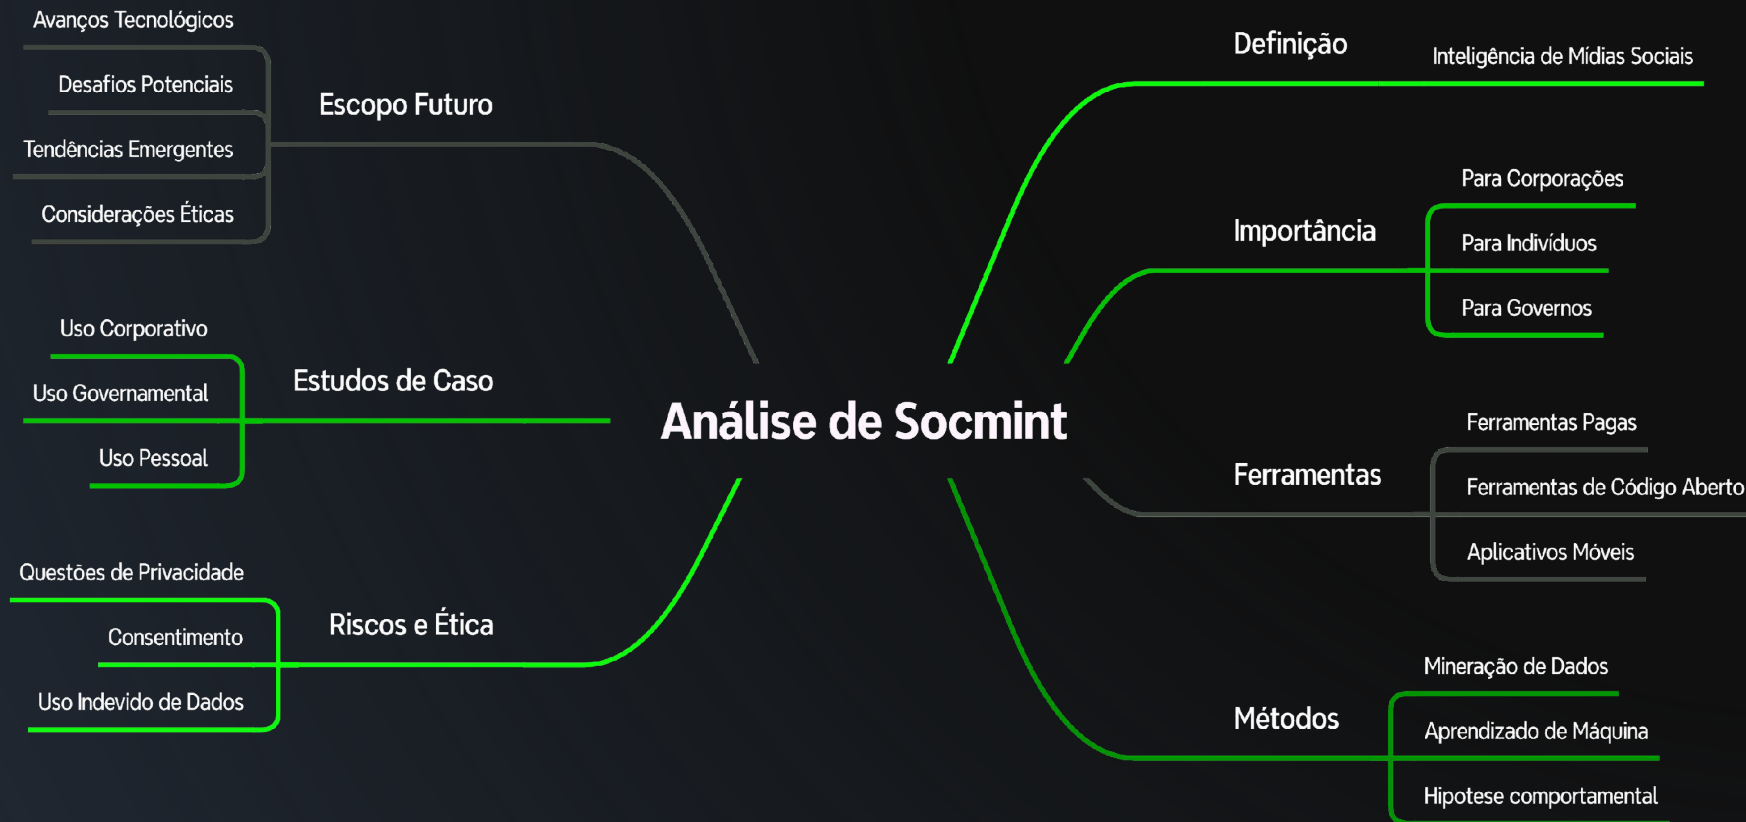 Análise de Socmint
Definição
Inteligência de Mídias Sociais
Importância
Para Corporações
Para Indivíduos
Para Governos
Ferramentas
Ferramentas Pagas
Ferramentas de Código Aberto
Aplicativos Móveis
Métodos
Mineração de Dados
Aprendizado de Máquina
Hipotese comportamental
Escopo Futuro
Avanços Tecnológicos
Desafios Potenciais
Tendências Emergentes
Considerações Éticas
Estudos de Caso
Uso Corporativo
Uso Governamental
Uso Pessoal
Riscos e Ética
Questões de Privacidade
Consentimento
Uso Indevido de Dados